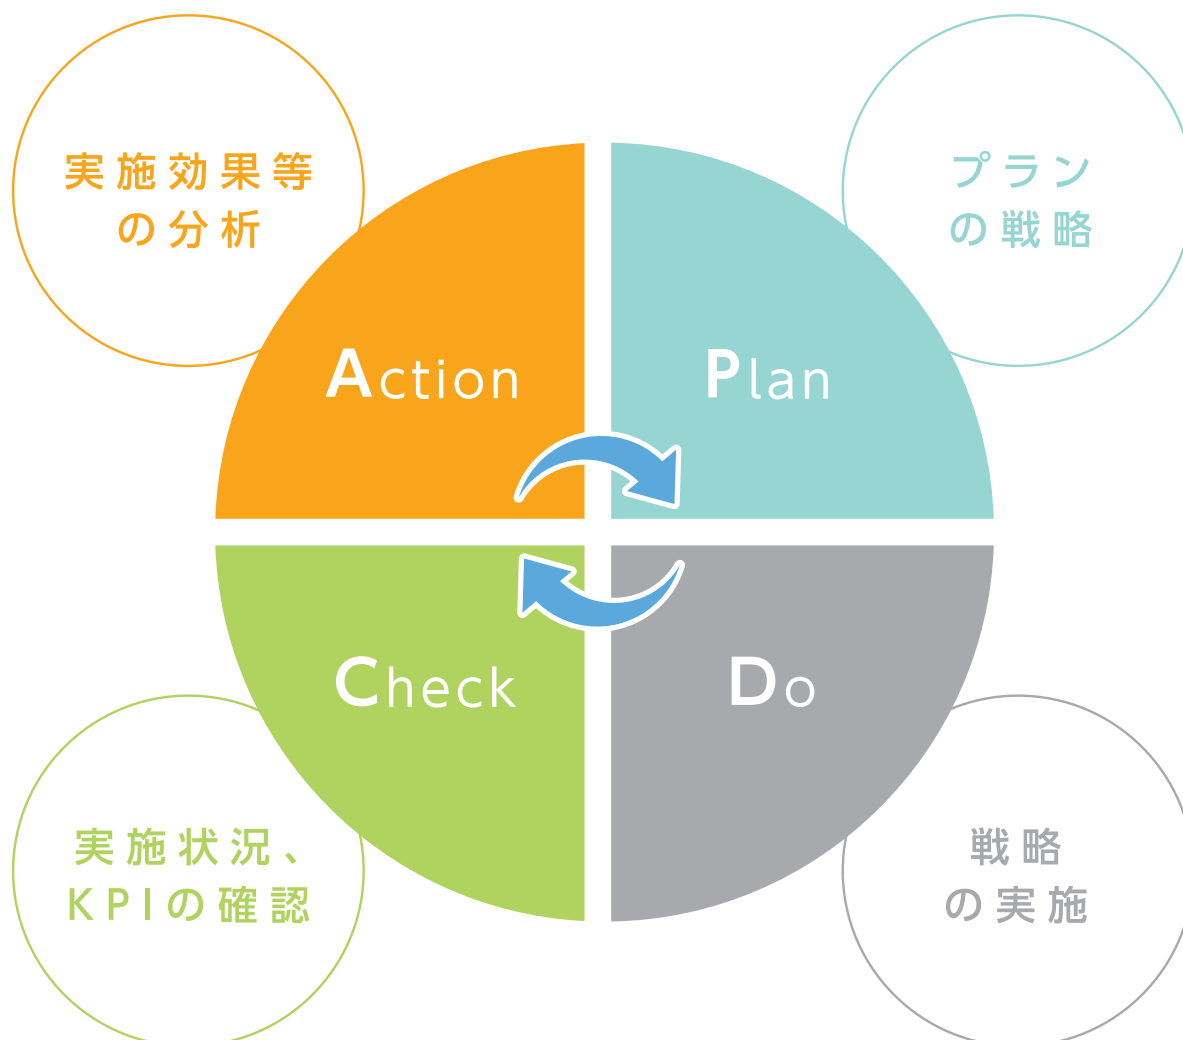 実施効果等
の分析
プラン
の戦略
Action
Plan
Check
Do
実施状況、
KPIの確認
戦略
の実施